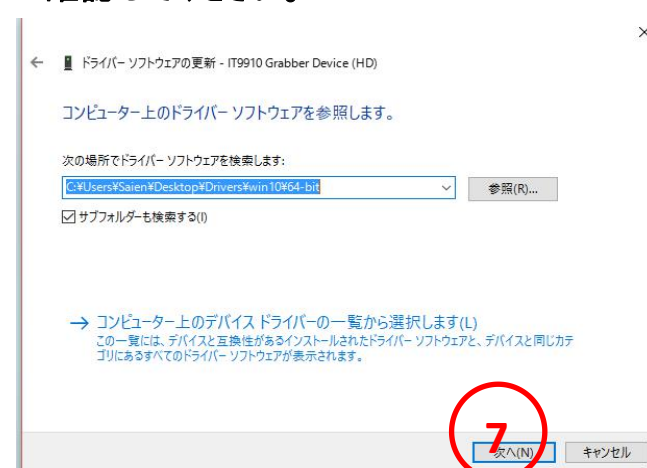 ドライバー ソフトウェアの更新 - IT9910 Grabber Device (HD)
コンピューター上のドライバー ソフトウェアを参照します。
次の場所でドライバー ソフトウェアを検索します:
C:¥Users¥Saien¥Desktop¥Drivers¥win10¥64-bit
参照(R)...
サブフォルダーも検索する(I)
→ コンピューター上のデバイス ドライバーの一覧から選択します(L)
この一覧には、デバイスと互換性があるインストールされたドライバー ソフトウェアと、デバイスと同じカテ
ゴリにあるすべてのドライバー ソフトウェアが表示されます。
7
次へ(N)
キャンセル